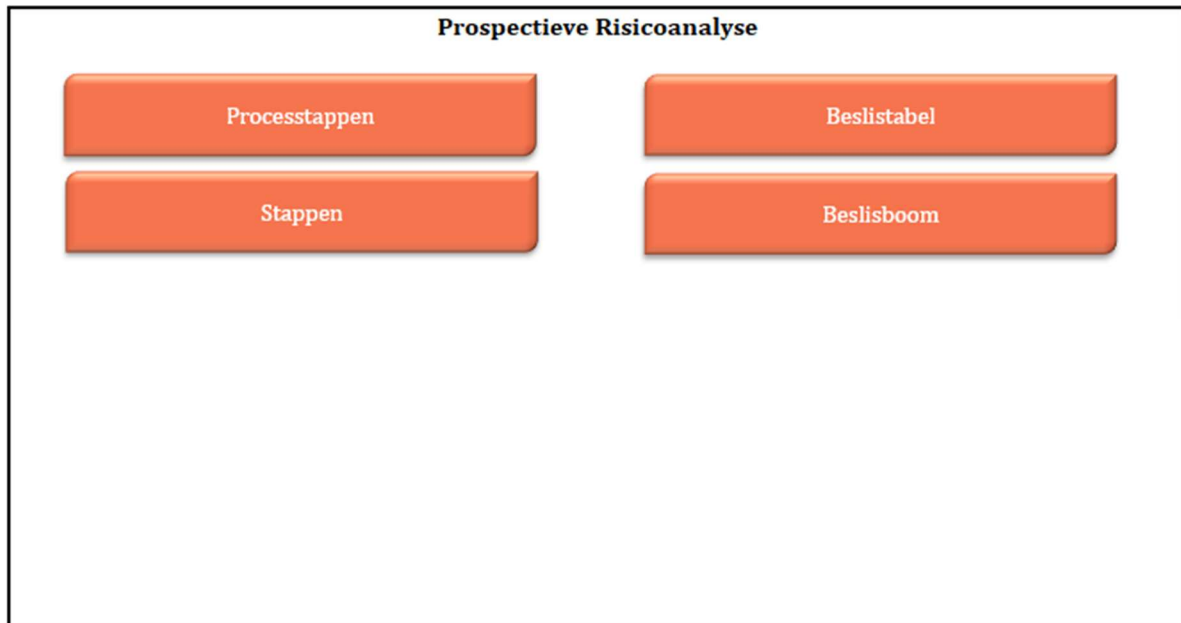 Prospectieve Risicoanalyse
Processtappen
Beslistabel
Stappen
Beslisboom